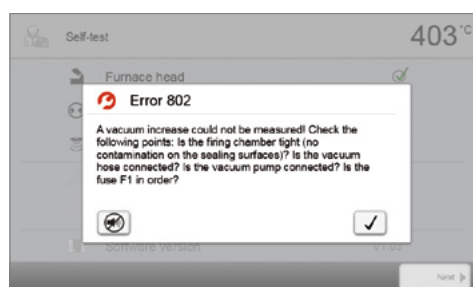 Self-test
403 °C
Furnace head
Error 802
A vacuum increase could not be measured! Check the
following points: Is the firing chamber tight (no
contamination on the sealing surfaces)? Is the vacuum
hose connected? Is the vacuum pump connected? Is the
fuse F1 in order?
Software version
V1.03
Next